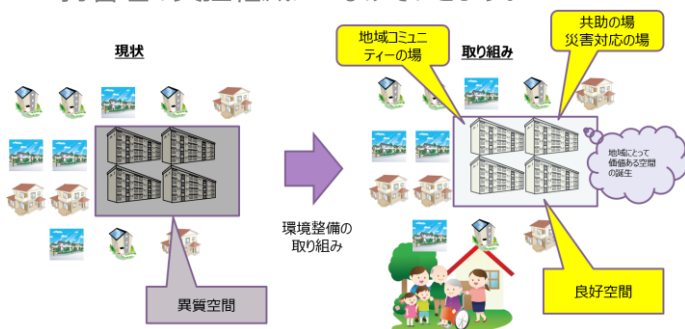 現状
取り組み
地域コミュニ
ティーの場
共助の場
災害対応の場
地域にとって
価値ある空間
の誕生
環境整備の
取り組み
異質空間
良好空間